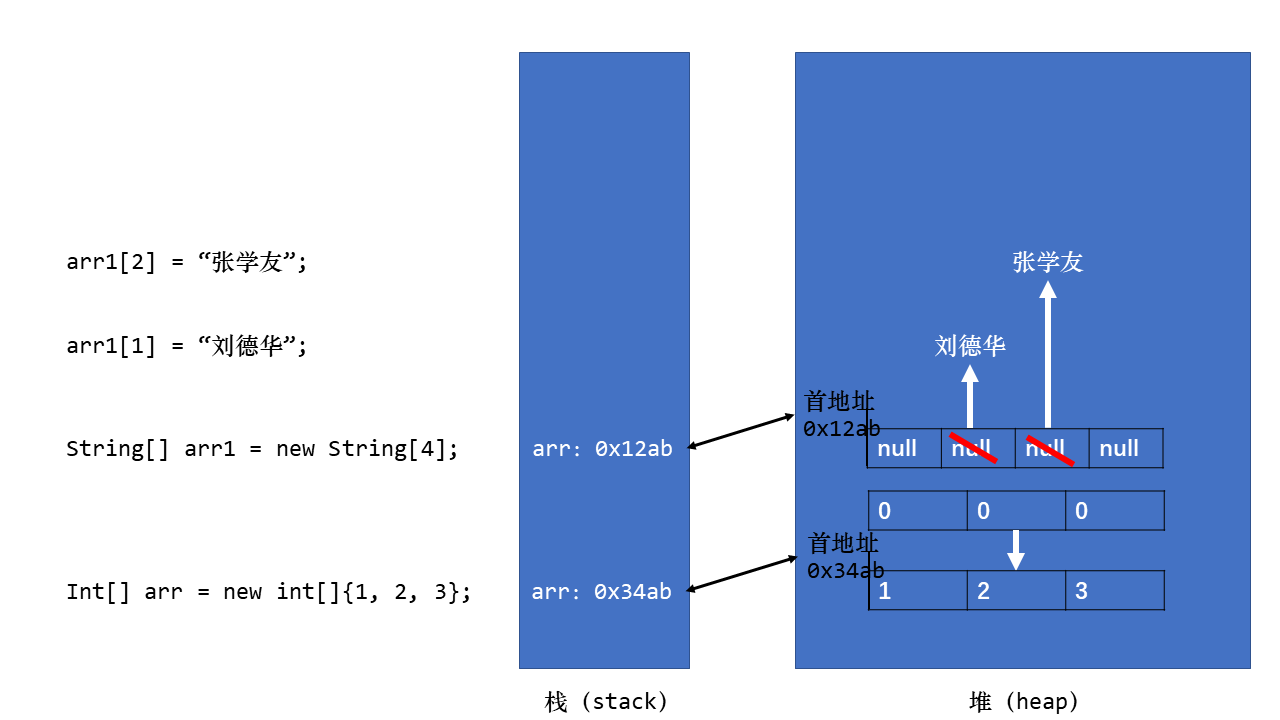 arr1[2] = “张学友”;
张学友
arr1[1] = “刘德华”;
刘德华
首地址
0x12ab
String[] arr1 = new String[4];
arr: 0x12ab
null null null null
0 0 0
首地址
0x34ab
Int[] arr = new int[]{1, 2, 3};
arr: 0x34ab
1 2 3
栈（stack）
堆（heap）